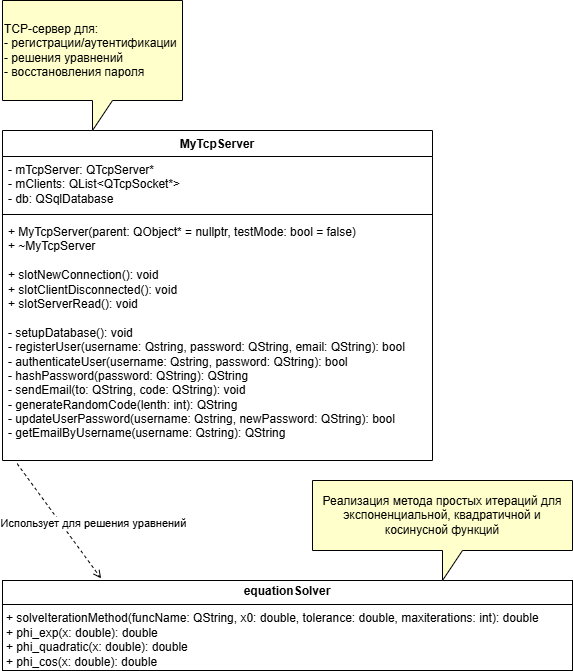 TCP-сервер для:
- регистрации/аутентификации
- решения уравнений
- восстановления пароля
MyTcpServer
- mTcpServer: QTcpServer*
- mClients: QList<QTcpSocket*>
- db: QSqlDatabase
+ MyTcpServer(parent: QObject* = nullptr, testMode: bool = false)
+ ~MyTcpServer
+ slotNewConnection(): void
+ slotClientDisconnected(): void
+ slotServerRead(): void
- setupDatabase(): void
- registerUser(username: Qstring, password: QString, email: QString): bool
- authenticateUser(username: Qstring, password: QString): bool
- hashPassword(password: QString): QString
- sendEmail(to: QString, code: QString): void
- generateRandomCode(lenth: int): QString
- updateUserPassword(username: Qstring, newPassword: QString): bool
- getEmailByUsername(username: Qstring): QString
Использует для решения уравнений
Реализация метода простых итераций для
экспоненциальной, квадратичной и
косинусной функций
equationSolver
+ solveIterationMethod(funcName: QString, x0: double, tolerance: double, maxiterations: int): double
+ phi_exp(x: double): double
+ phi_quadratic(x: double): double
+ phi_cos(x: double): double